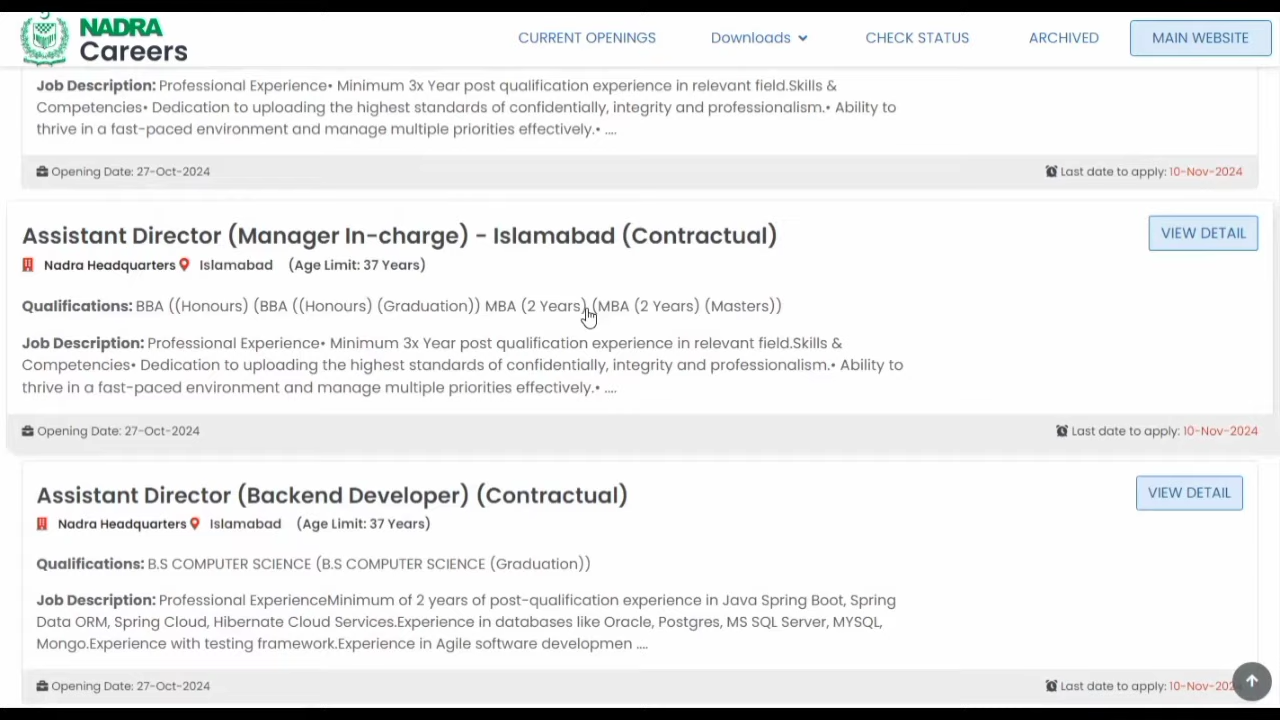 NADRA
Careers
CURRENT OPENINGS Downloads CHECK STATUS ARCHIVED MAIN WEBSITE
Job Description: Professional Experience• Minimum 3x Year post qualification experience in relevant field.Skills &
Competencies• Dedication to uploading the highest standards of confidentially, integrity and professionalism.• Ability to
thrive in a fast-paced environment and manage multiple priorities effectively.• ....
Opening Date: 27-Oct-2024 Last date to apply: 10-Nov-2024
Assistant Director (Manager In-charge) - Islamabad (Contractual) VIEW DETAIL
Nadra Headquarters Islamabad (Age Limit: 37 Years)
Qualifications: BBA ((Honours) (BBA ((Honours) (Graduation)) MBA (2 Years) (MBA (2 Years) (Masters))
Job Description: Professional Experience• Minimum 3x Year post qualification experience in relevant field.Skills &
Competencies• Dedication to uploading the highest standards of confidentially, integrity and professionalism.• Ability to
thrive in a fast-paced environment and manage multiple priorities effectively.• ....
Opening Date: 27-Oct-2024 Last date to apply: 10-Nov-2024
Assistant Director (Backend Developer) (Contractual) VIEW DETAIL
Nadra Headquarters Islamabad (Age Limit: 37 Years)
Qualifications: B.S COMPUTER SCIENCE (B.S COMPUTER SCIENCE (Graduation))
Job Description: Professional ExperienceMinimum of 2 years of post-qualification experience in Java Spring Boot, Spring
Data ORM, Spring Cloud, Hibernate Cloud Services.Experience in databases like Oracle, Postgres, MS SQL Server, MYSQL,
Mongo.Experience with testing framework.Experience in Agile software developmen ....
Opening Date: 27-Oct-2024 Last date to apply: 10-Nov-202